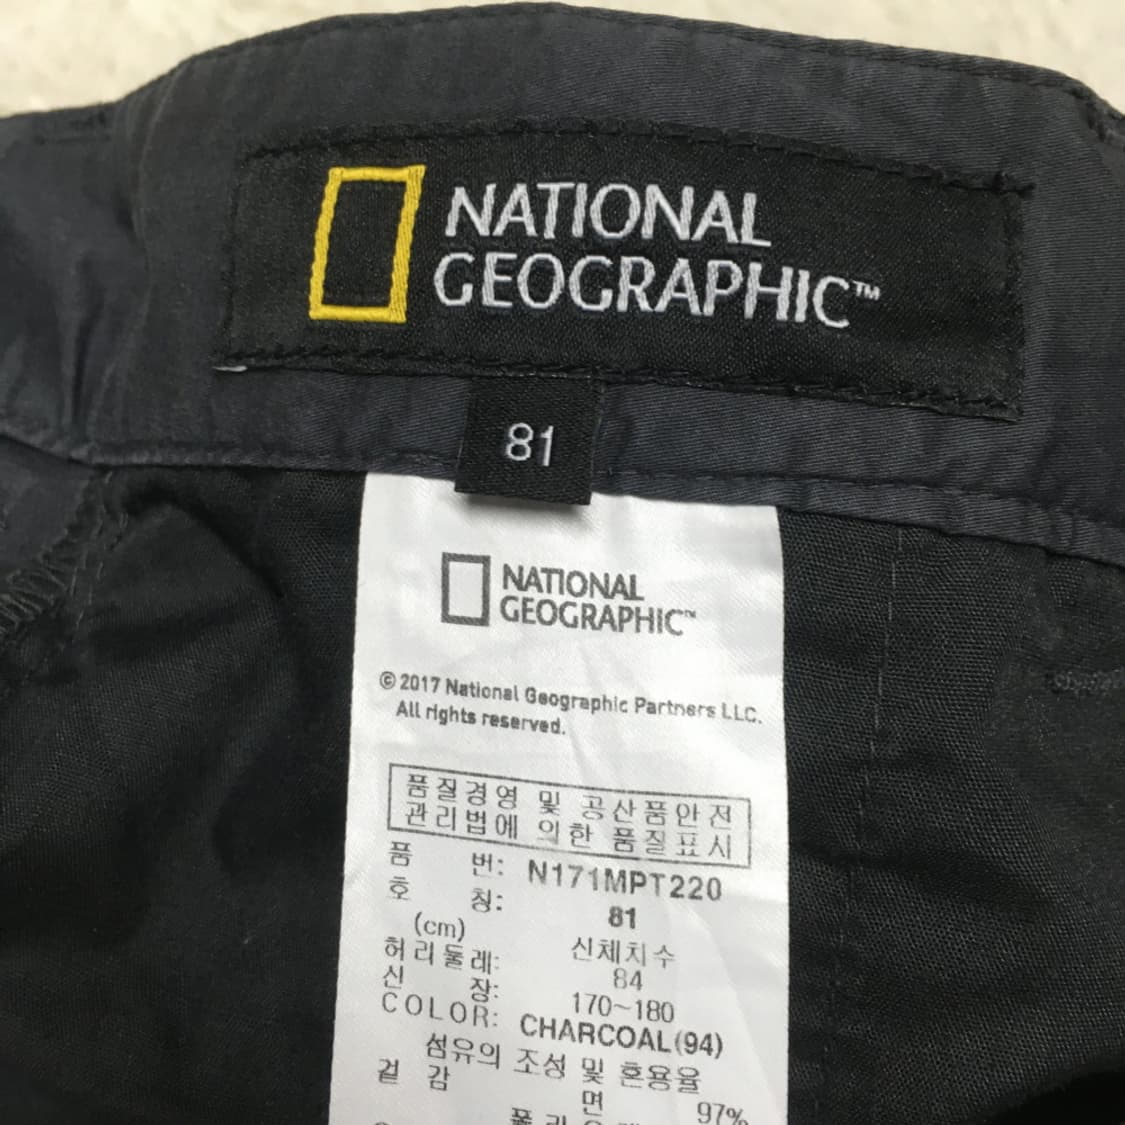 NATIONAL
GEOGRAPHIC™
81
NATIONAL
GEOGRAPHIC™
© 2017 National Geographic Partners LLC.
All rights reserved.
품질경영 및 공산품안전
관리법에 의한 품질표시
품 번: N171MPT220
호 칭: 81
(cm) 신체치수
허리둘레: 84
신 장: 170~180
COLOR: CHARCOAL(94)
섬유의 조성 및 혼용율
겉 감
면 97%